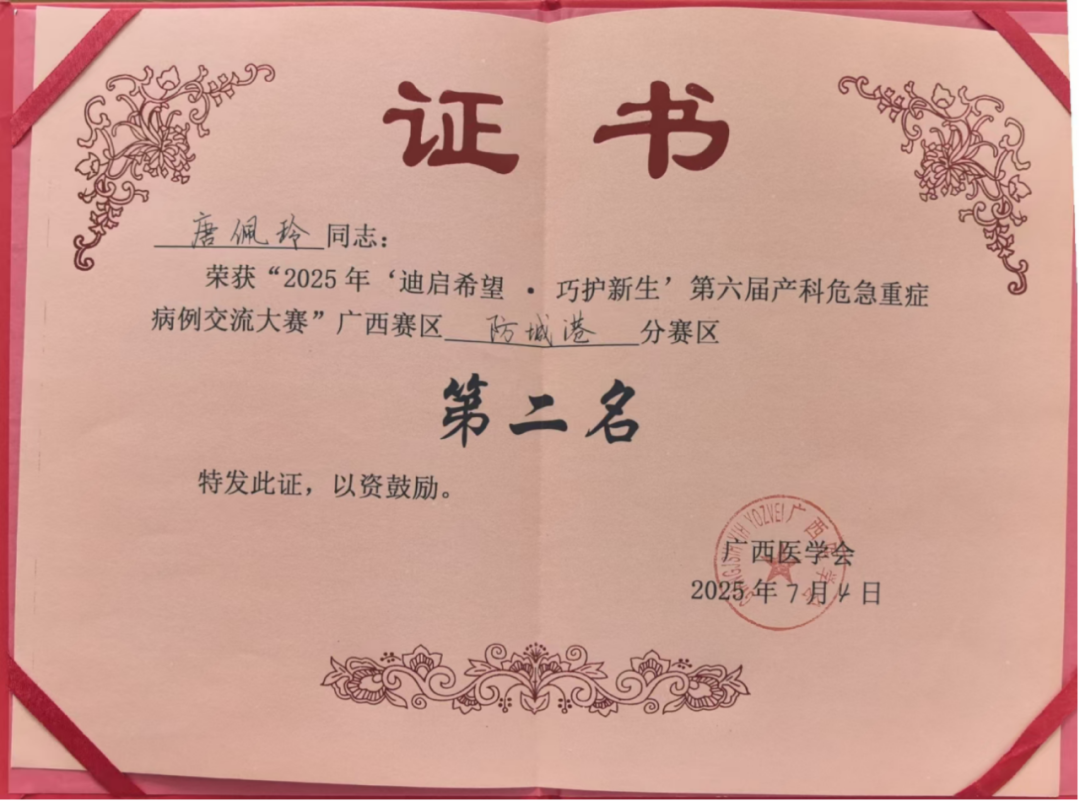 证书
唐佩玲同志：
荣获“2025年‘迪启希望·巧护新生’第六届产科危急重症
病例交流大赛”广西赛区防城港分赛区
第二名
特发此证，以资鼓励。
广西医学会
2025年7月4日